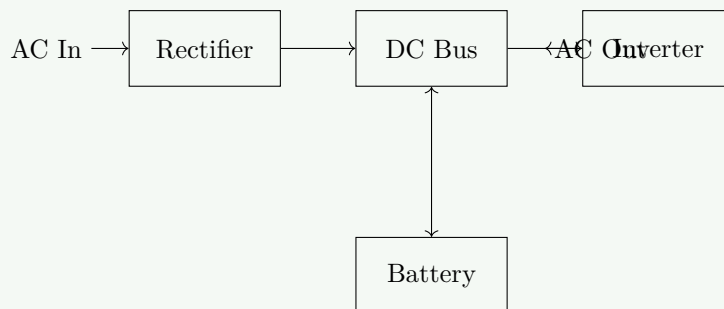 AC In
Rectifier
DC Bus
AC Out
Inverter
Battery